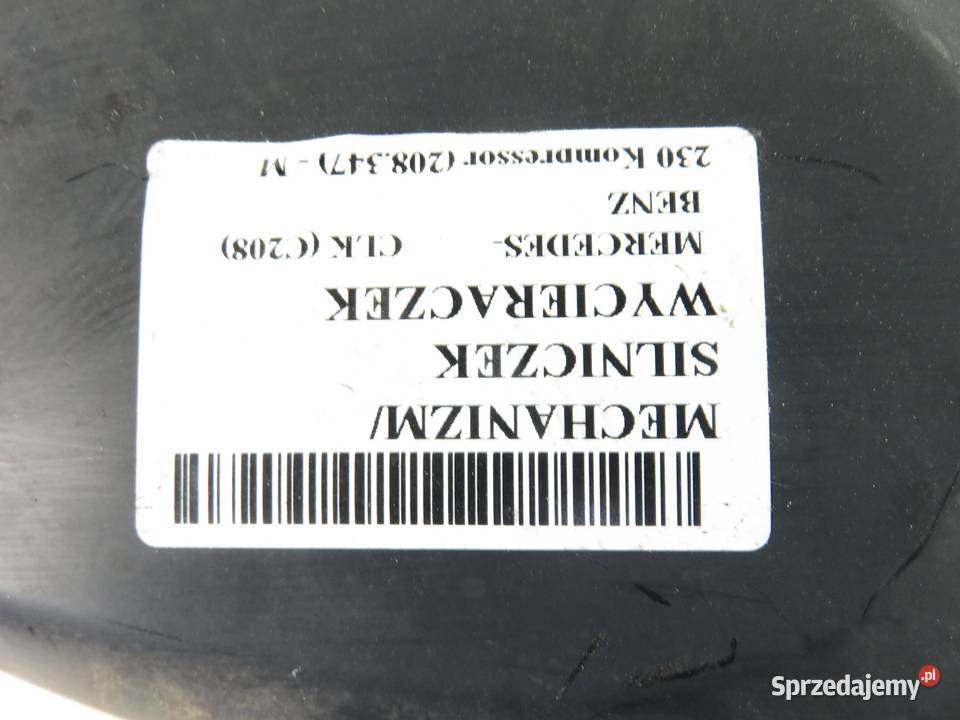 MECHANIZM/
SILNICZEK
WYCIERACZEK
MERCEDES- CLK (C208)
BENZ
230 Kompressor (208.347) - M
Sprzedajemy.pl